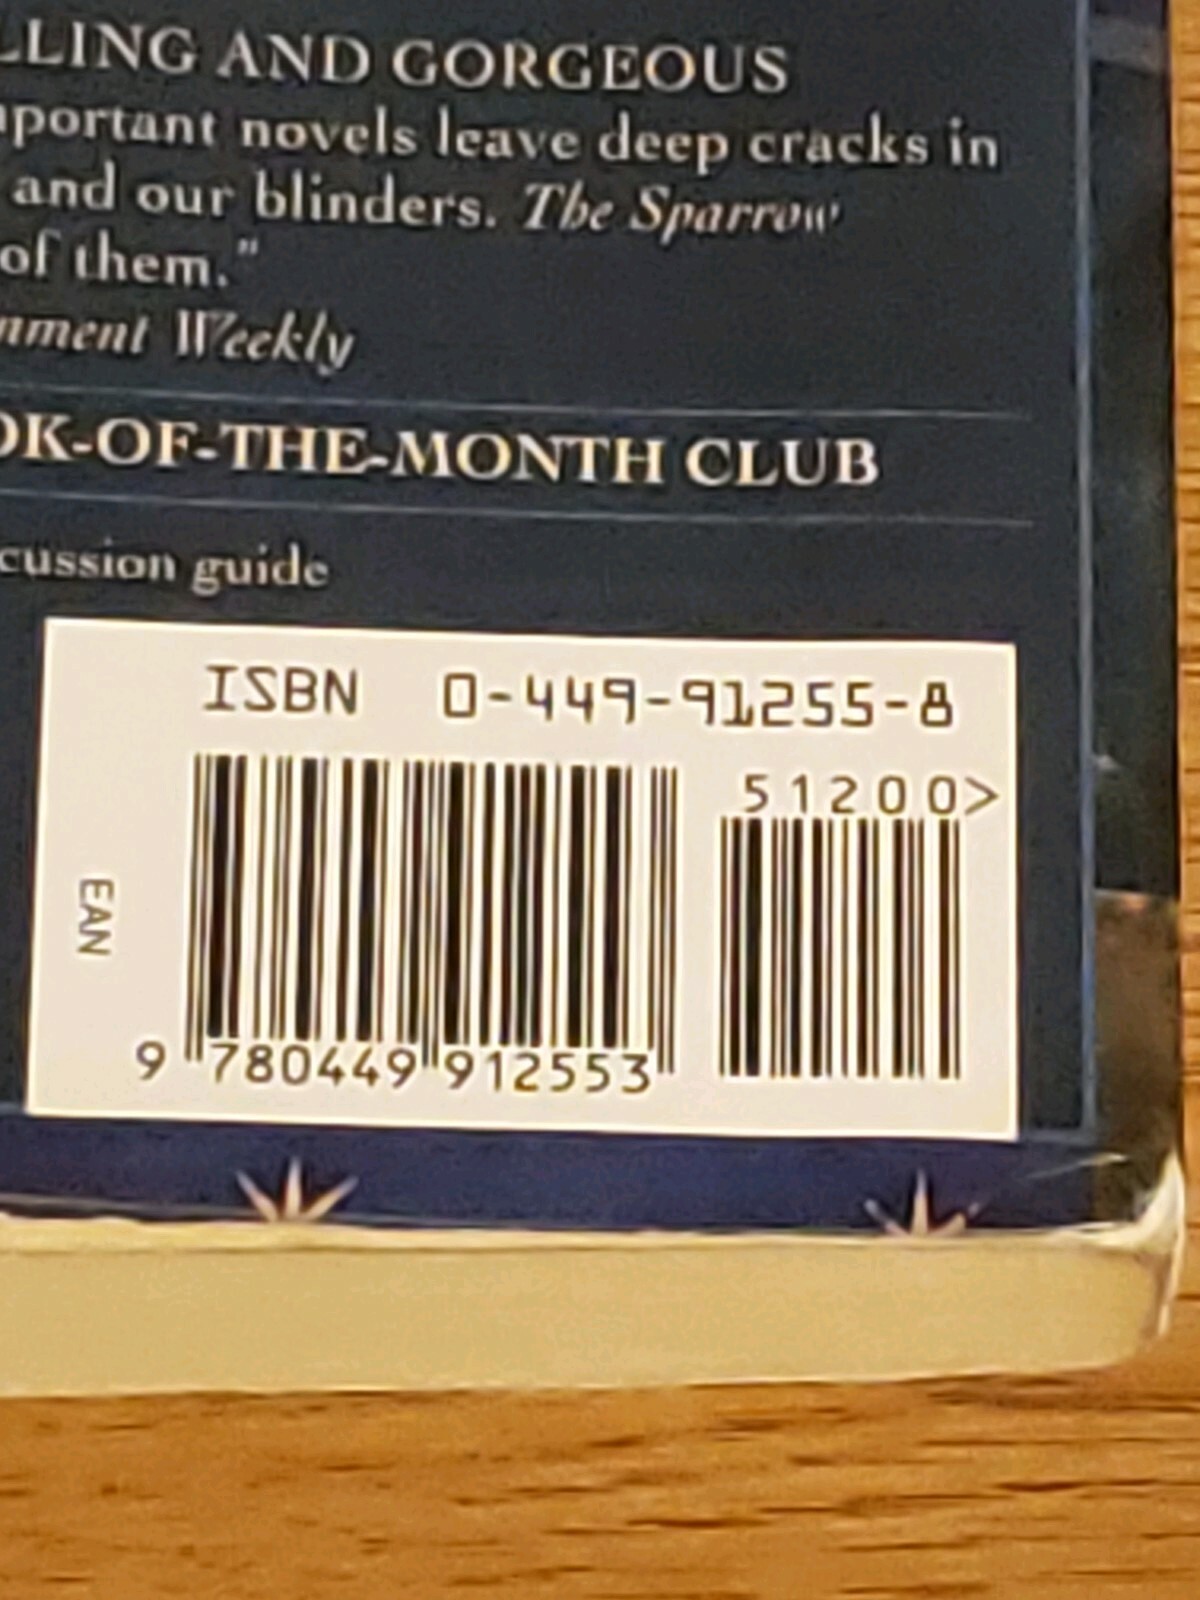 LLING AND GORGEOUS
mportant novels leave deep cracks in
and our blinders. The Sparrow
of them."
nment Weekly
OK-OF-THE-MONTH CLUB
cussion guide
ISBN 0-449-91255-8
51200>
EAN
9 780449 912553